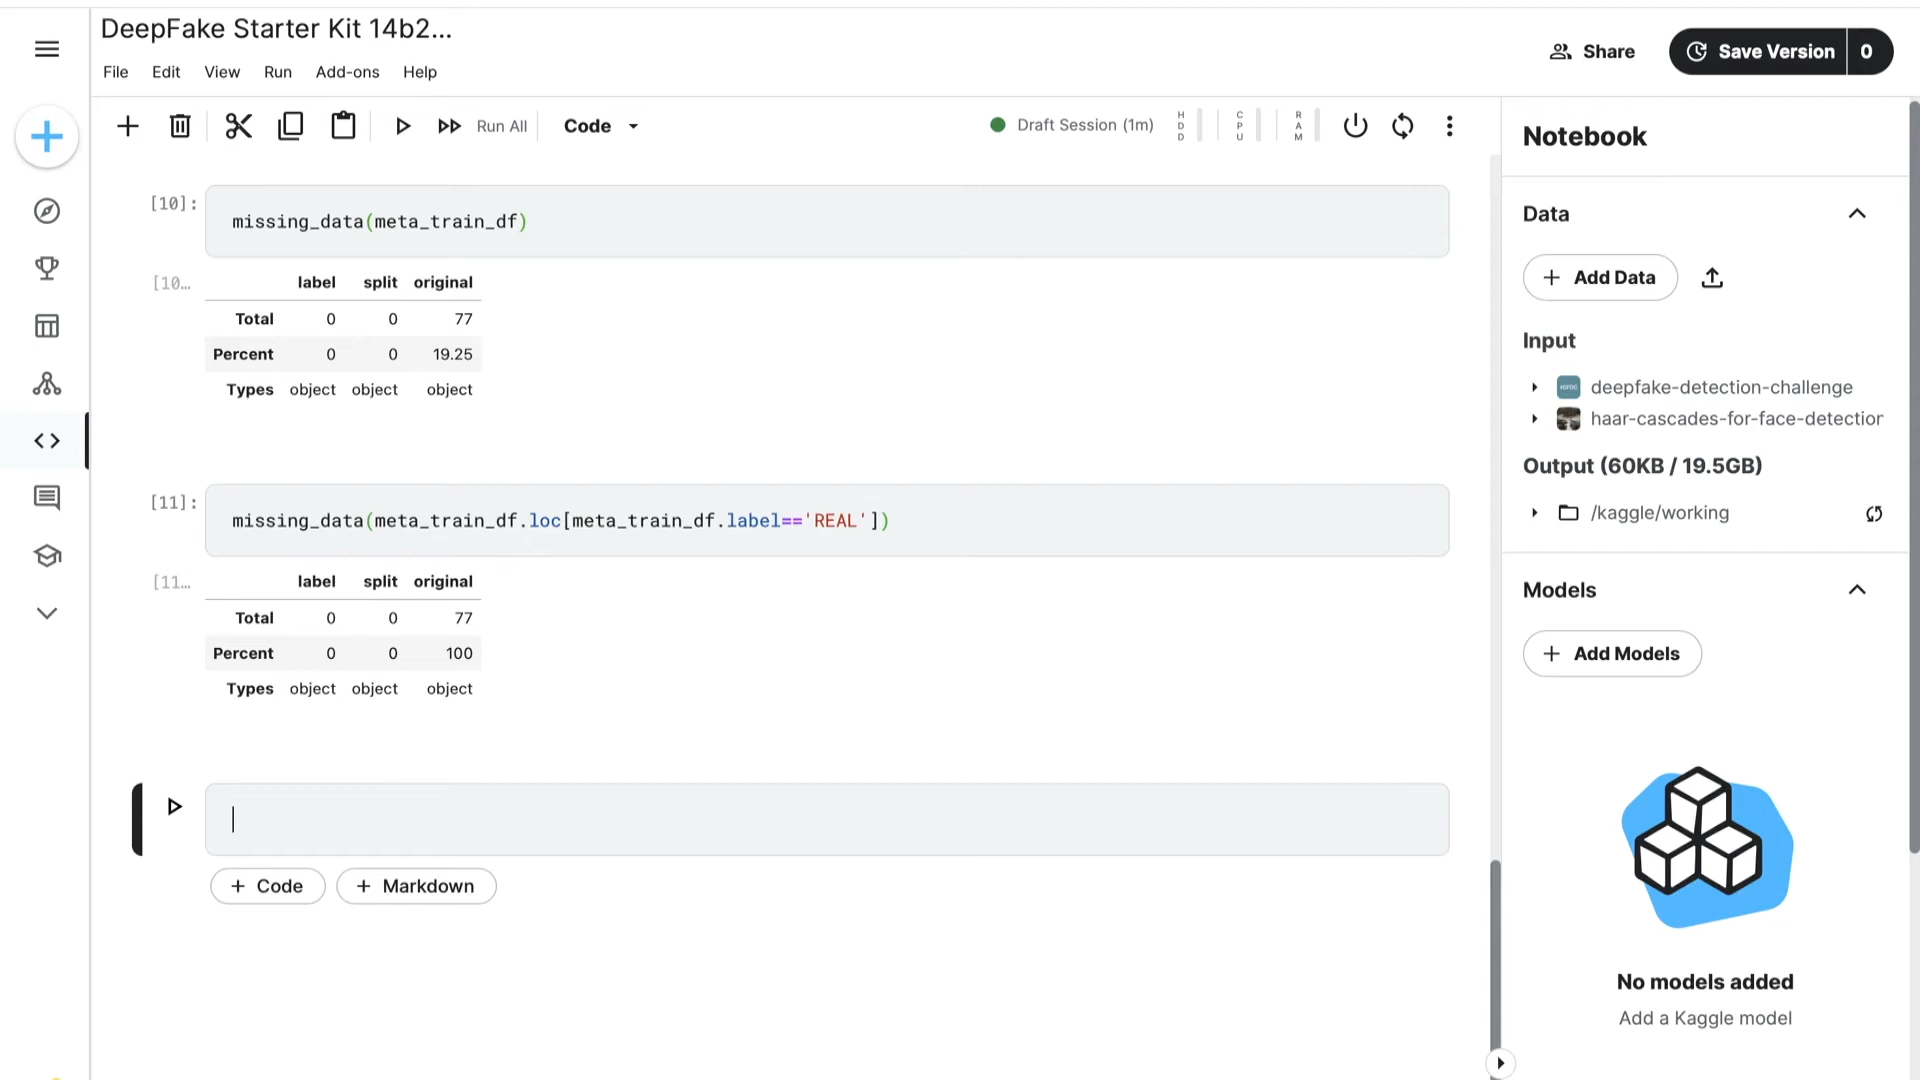 DeepFake Starter Kit 14b2...
File Edit View Run Add-ons Help
Share
Save Version 0
Run All
Code
Draft Session (1m)
HDD
CPU
RAM
[10]:
missing_data(meta_train_df)
[10...
label split original
Total 0 0 77
Percent 0 0 19.25
Types object object object
[11]:
missing_data(meta_train_df.loc[meta_train_df.label=='REAL'])
[11...
label split original
Total 0 0 77
Percent 0 0 100
Types object object object
+ Code + Markdown
Notebook
Data
+ Add Data
Input
deepfake-detection-challenge
haar-cascades-for-face-detection
Output (60KB / 19.5GB)
/kaggle/working
Models
+ Add Models
No models added
Add a Kaggle model